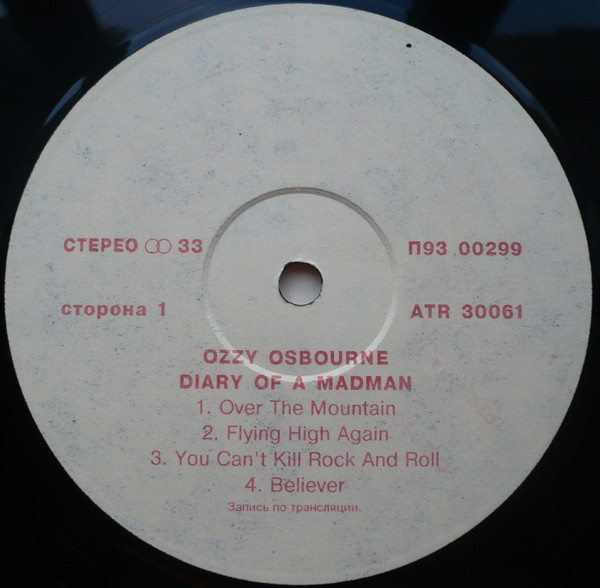 СТЕРЕО 33 П93 00299
сторона 1 ATR 30061
OZZY OSBOURNE
DIARY OF A MADMAN
1. Over The Mountain
2. Flying High Again
3. You Can't Kill Rock And Roll
4. Believer
Запись по трансляции.